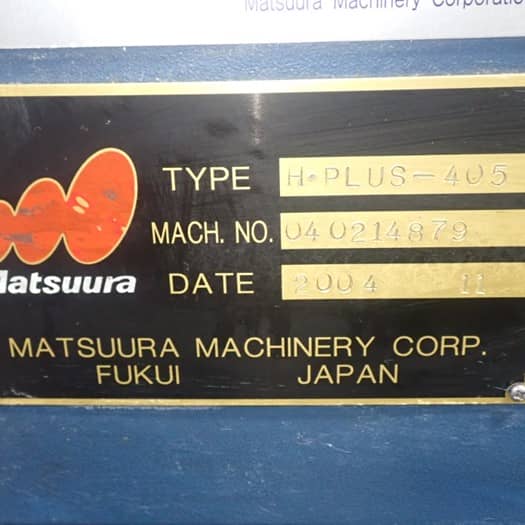 Matsuura Machinery Corporation
TYPE H•PLUS-405
MACH. NO. 040214879
Matsuura
DATE 2004 11
MATSUURA MACHINERY CORP.
FUKUI JAPAN